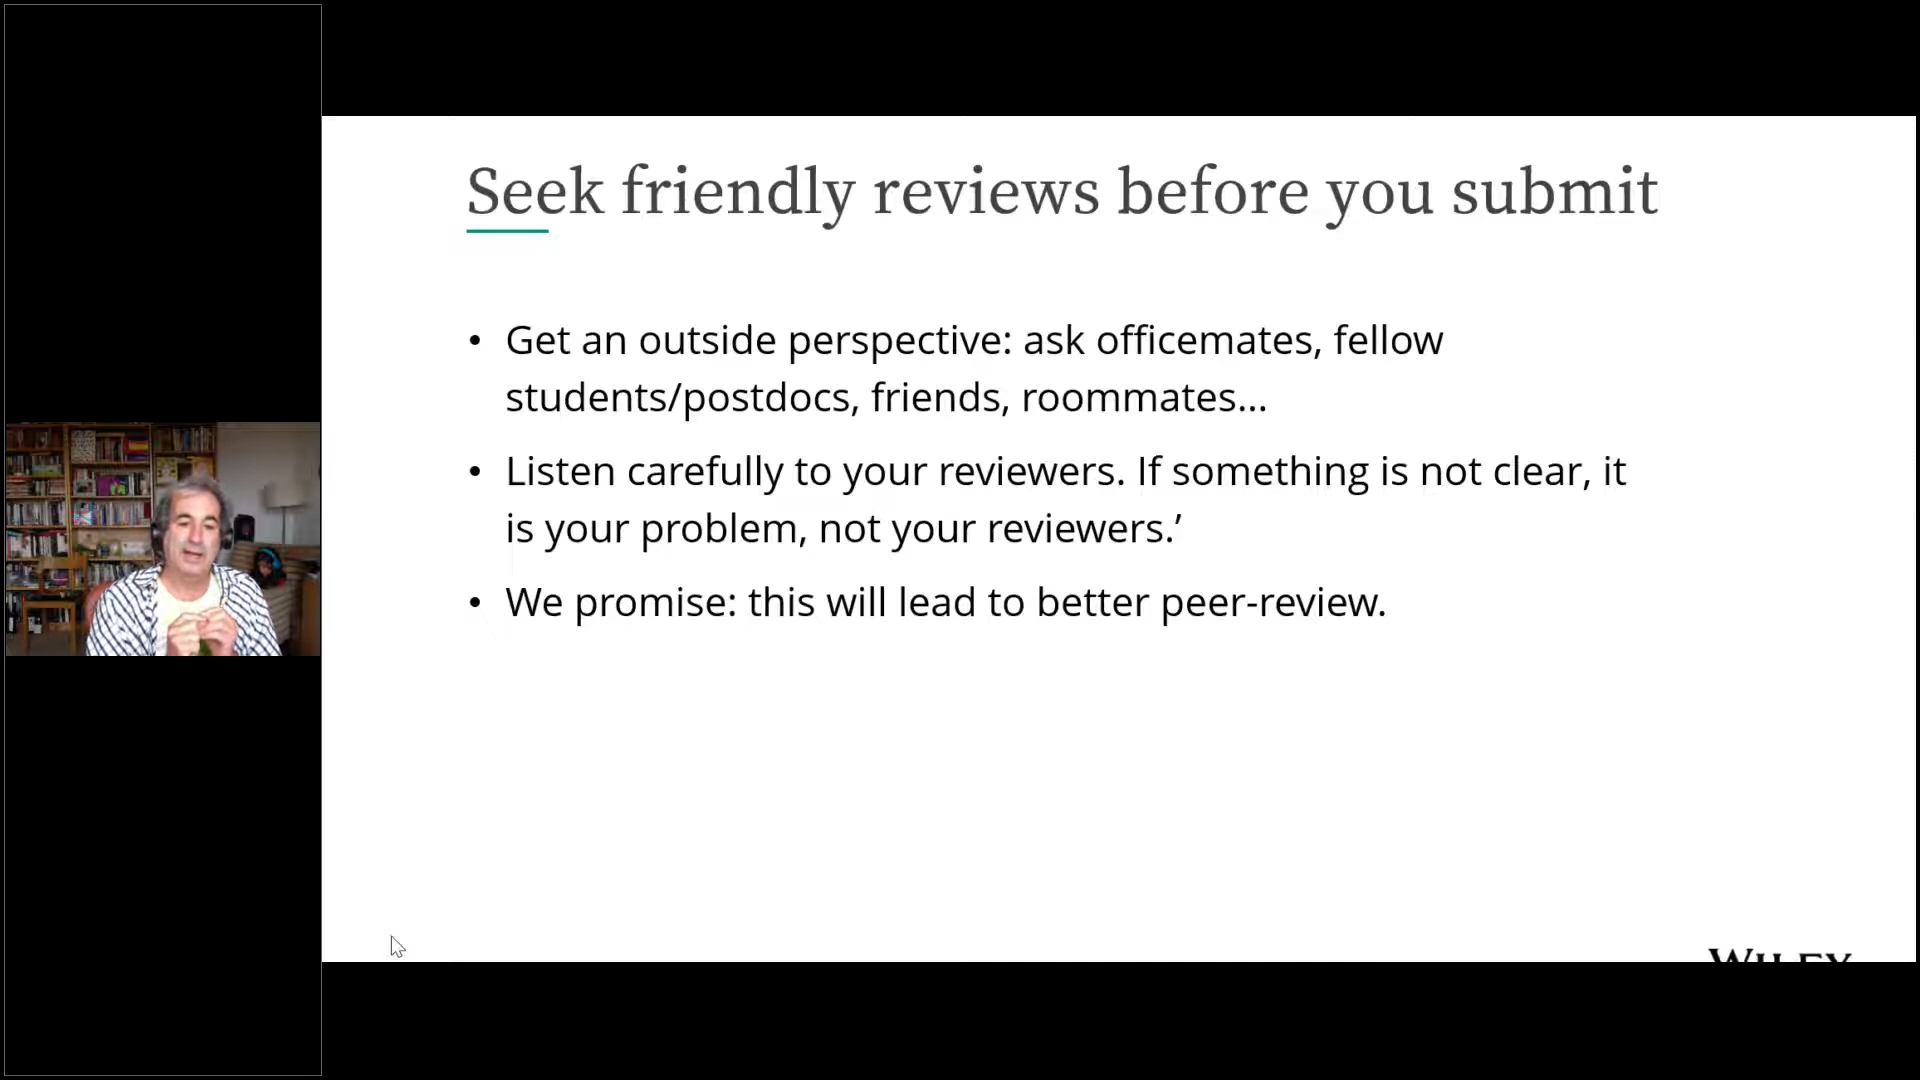 Seek friendly reviews before you submit
• Get an outside perspective: ask officemates, fellow
students/postdocs, friends, roommates...
• Listen carefully to your reviewers. If something is not clear, it
is your problem, not your reviewers.’
• We promise: this will lead to better peer-review.
WILEY